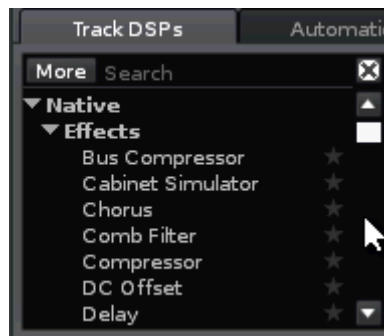 Track DSPs Automati
More Search
Native
Effects
Bus Compressor
Cabinet Simulator
Chorus
Comb Filter
Compressor
DC Offset
Delay